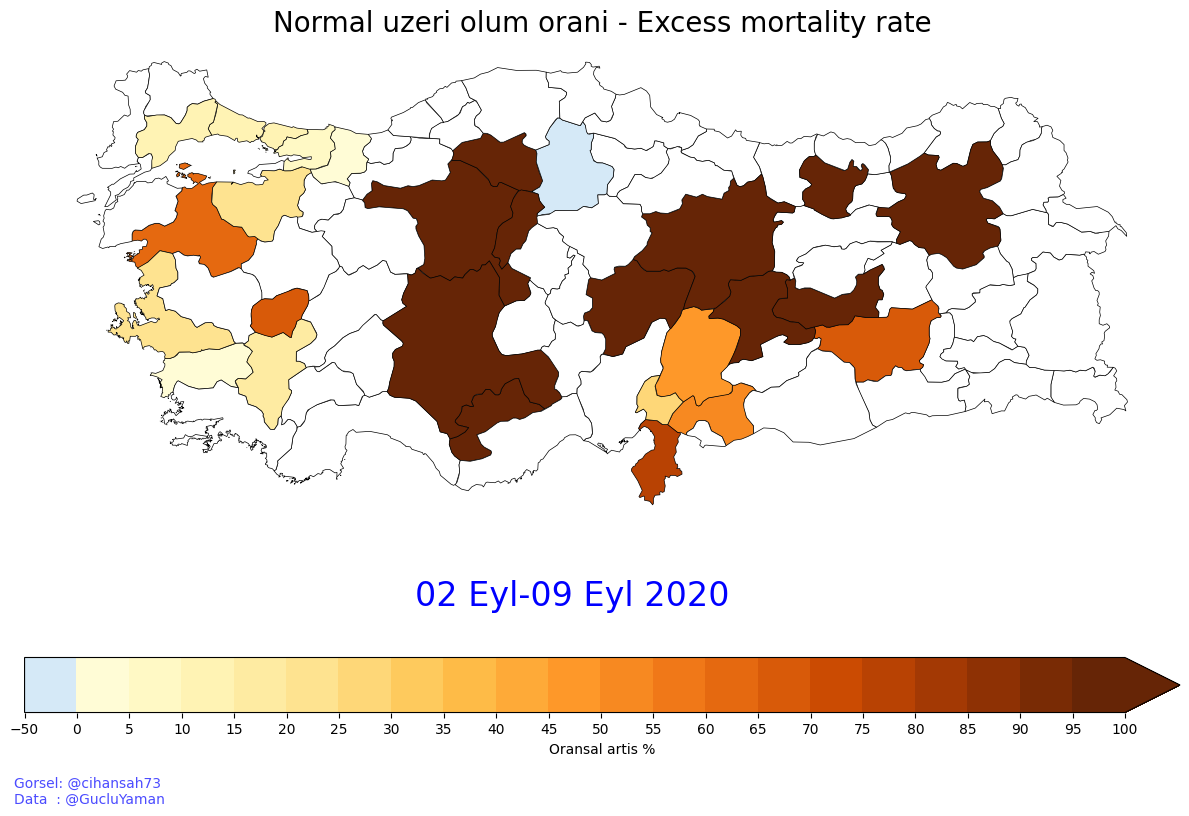 Normal uzeri olum orani - Excess mortality rate
02 Eyl-09 Eyl 2020
−50 0 5 10 15 20 25 30 35 40 45 50 55 60 65 70 75 80 85 90 95 100
Oransal artis %
Gorsel: @cihansah73
Data : @GucluYaman